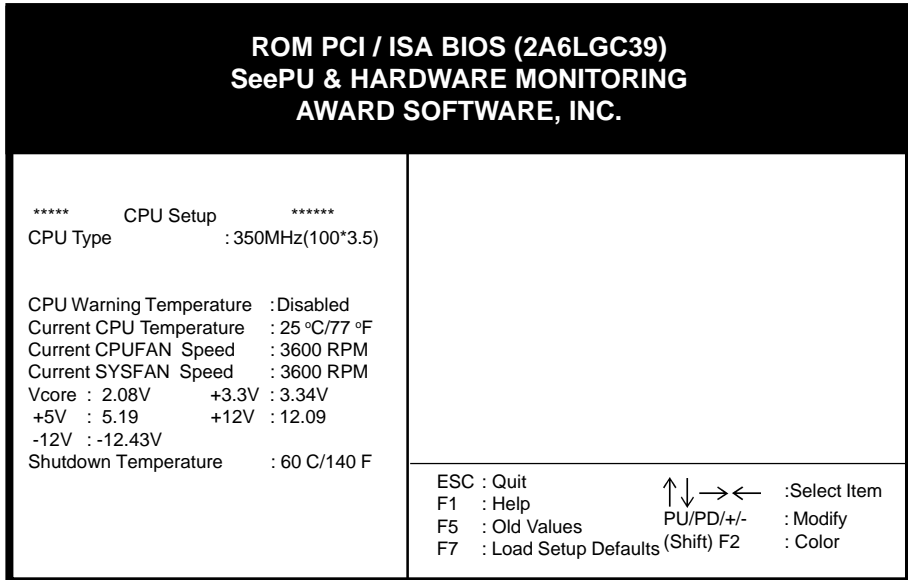 ROM PCI / ISA BIOS (2A6LGC39)
SeePU & HARDWARE MONITORING
AWARD SOFTWARE, INC.
***** CPU Setup ******
CPU Type : 350MHz(100*3.5)
CPU Warning Temperature : Disabled
Current CPU Temperature : 25 °C/77 °F
Current CPUFAN Speed : 3600 RPM
Current SYSFAN Speed : 3600 RPM
Vcore : 2.08V +3.3V : 3.34V
+5V : 5.19 +12V : 12.09
-12V : -12.43V
Shutdown Temperature : 60 C/140 F
ESC : Quit ↑↓→← :Select Item
F1 : Help PU/PD/+/- : Modify
F5 : Old Values (Shift) F2 : Color
F7 : Load Setup Defaults